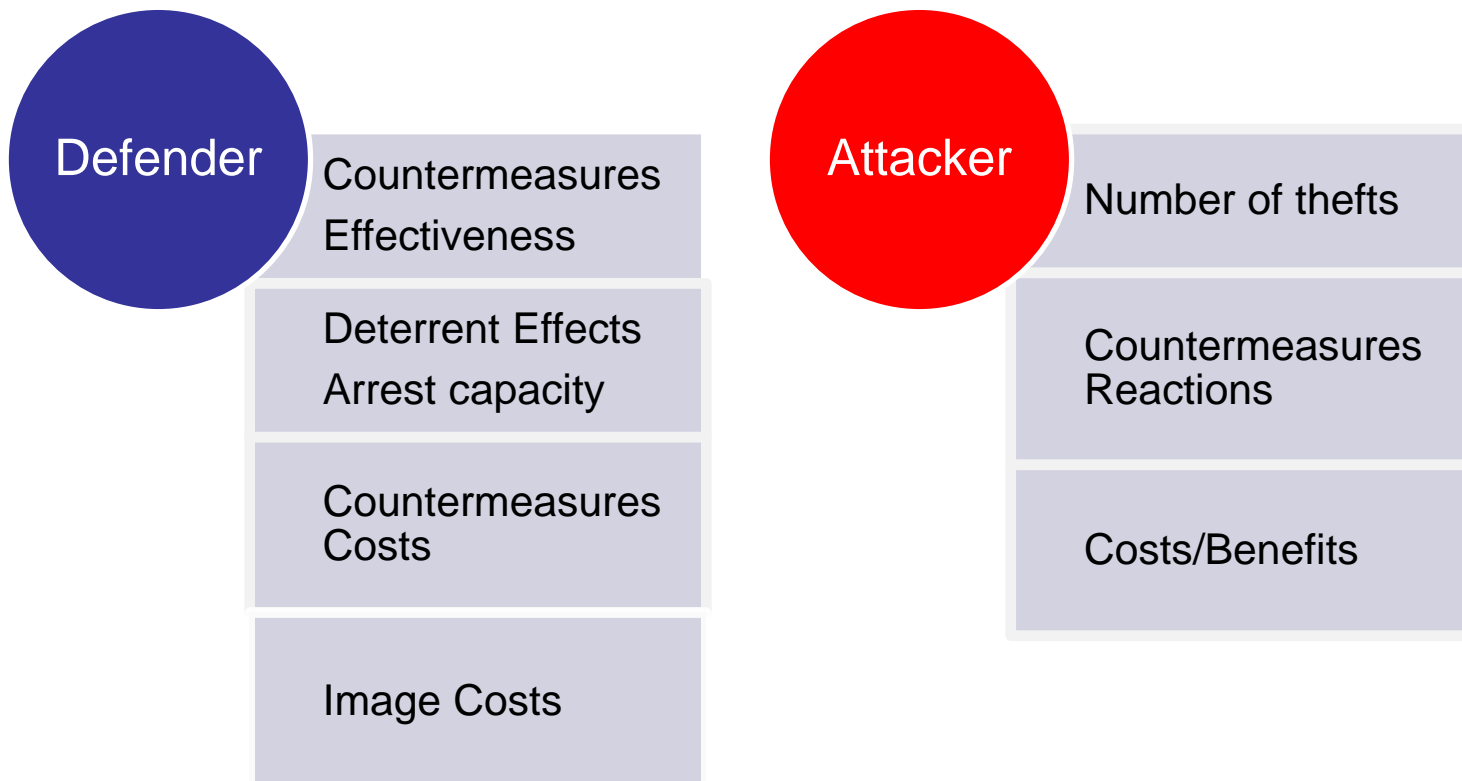 Defender
Countermeasures
Effectiveness
Deterrent Effects
Arrest capacity
Countermeasures
Costs
Image Costs
Attacker
Number of thefts
Countermeasures
Reactions
Costs/Benefits